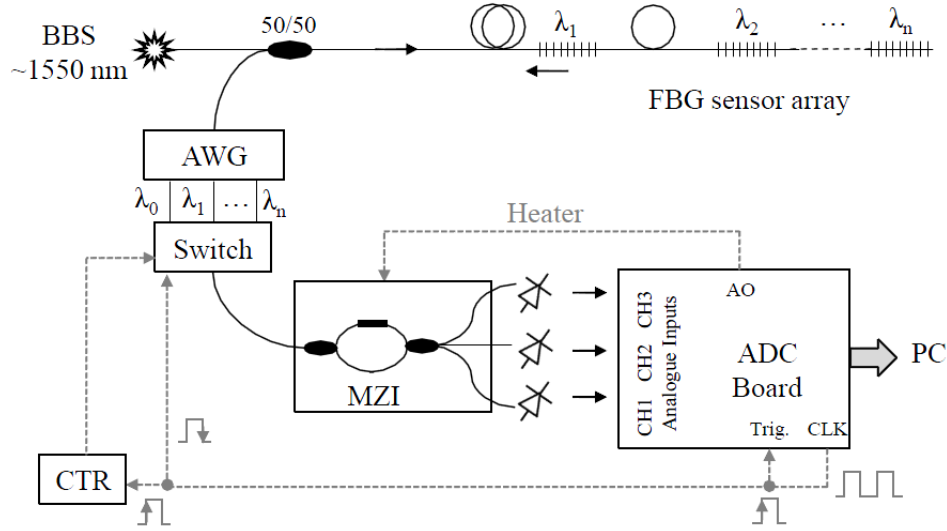 50/50
BBS
~1550 nm
λ1
λ2
...
λn
FBG sensor array
AWG
λ0 λ1 ... λn
Switch
Heater
AO
CH1 CH2 CH3
Analogue Inputs
ADC
Board
PC
MZI
Trig. CLK
CTR